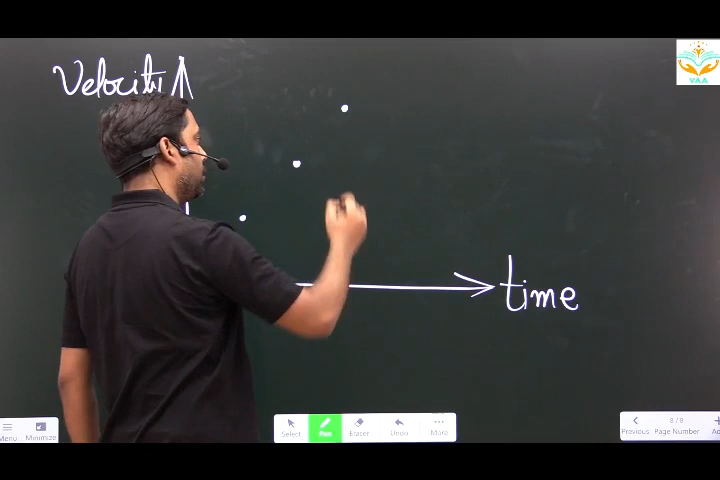 Velocity
time
VAA
Menu
Minimize
Select
Pen
Eraser
Undo
More
8 / 8
Previous
Page Number